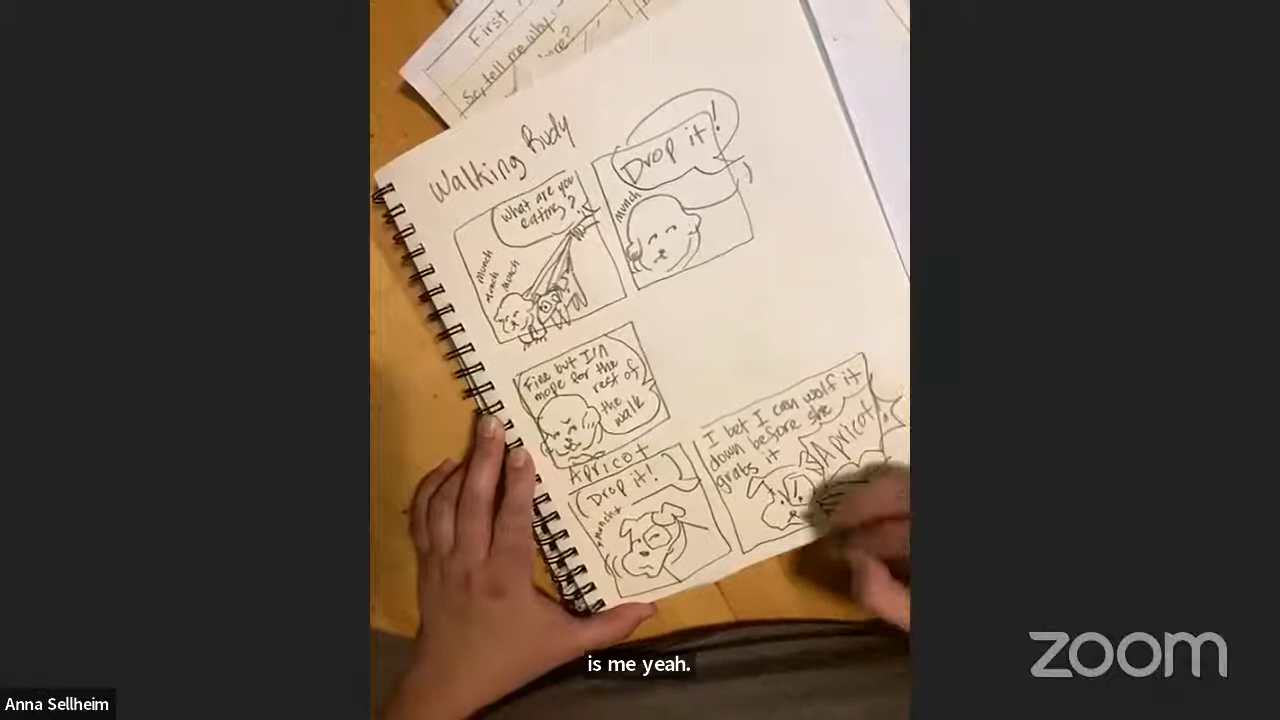 First
So, tell me why
Walking Rudy
What are you
eating?
munch
munch
munch
Drop it!
munch
Fine but I'll
mope for the
rest of
the walk
Apricot
Drop it!
munch
I bet I can wolf it
down before she
grabs it
Apricot
is me yeah.
Anna Sellheim
zoom